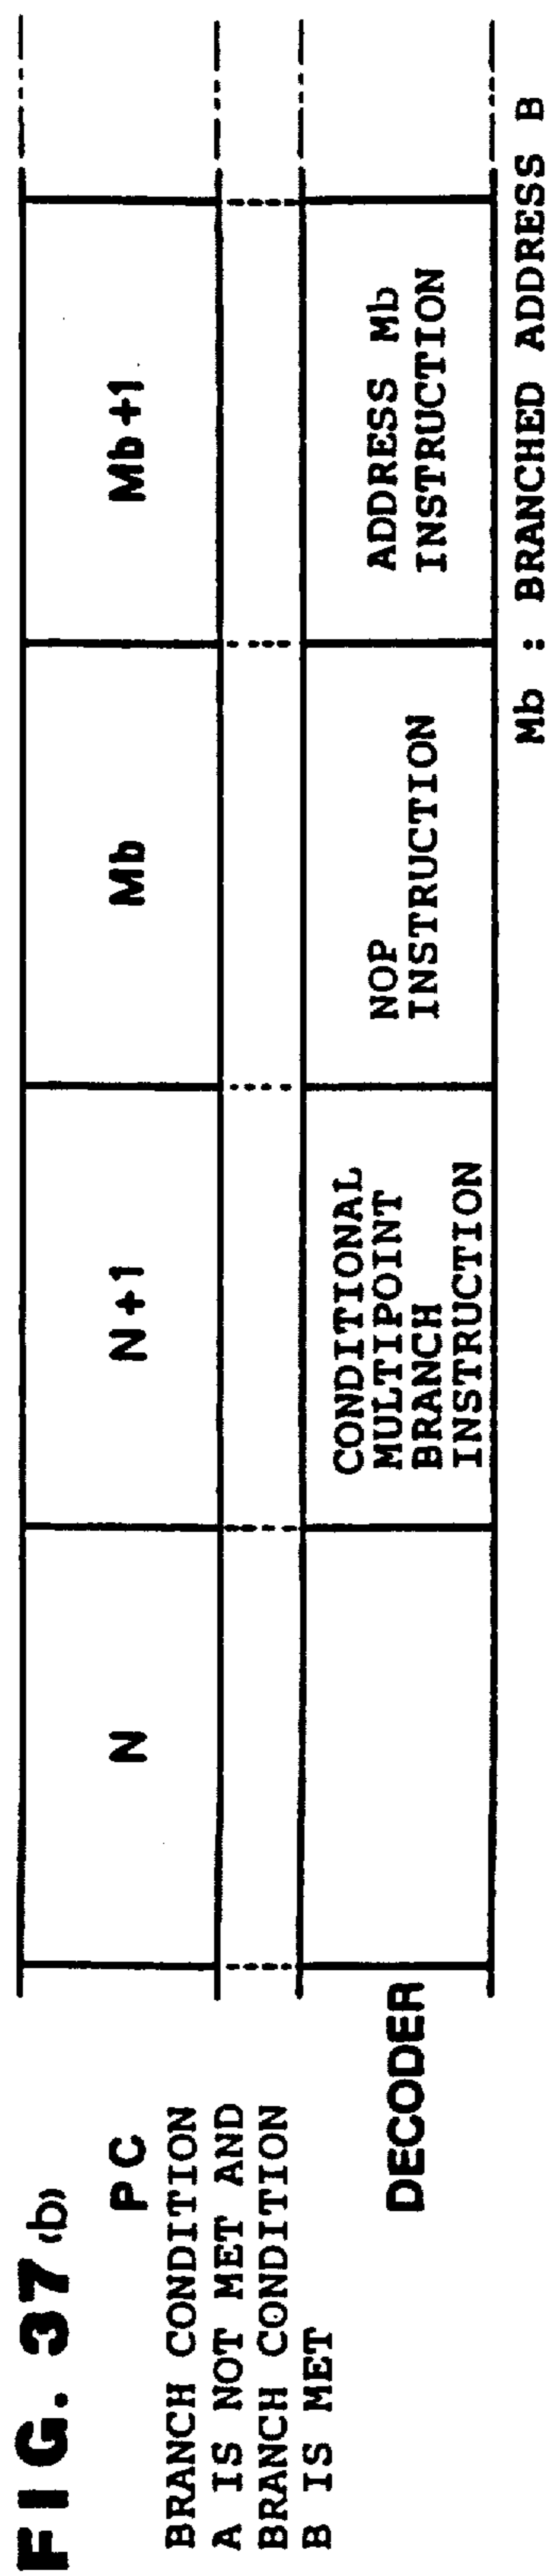 FIG. 37(b)
PC
N
N+1
Mb
Mb+1
BRANCH CONDITION
A IS NOT MET AND
BRANCH CONDITION
B IS MET
DECODER
CONDITIONAL
MULTIPOINT
BRANCH
INSTRUCTION
NOP
INSTRUCTION
ADDRESS Mb
INSTRUCTION
Mb : BRANCHED ADDRESS B